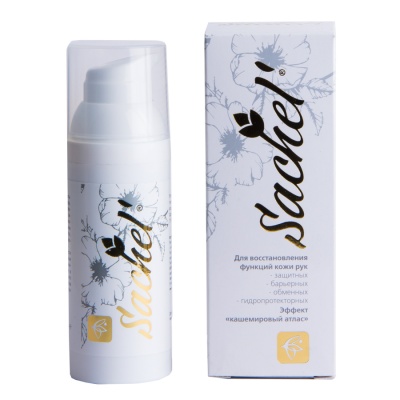 Sachel'®
Sachel'®
Для восстановления
функций кожи рук
- защитных
- барьерных
- обменных
- гидропротекторных
Эффект
«кашемировый атлас»